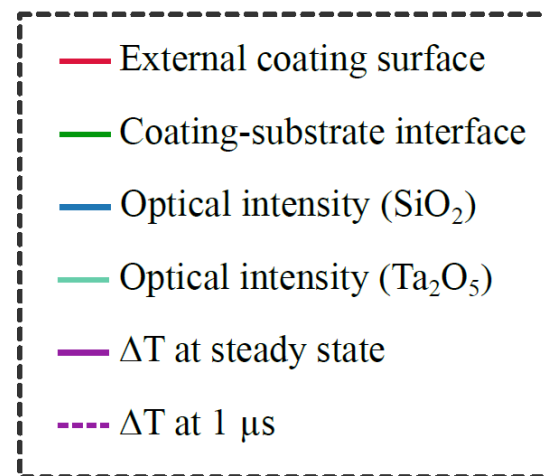 External coating surface
Coating-substrate interface
Optical intensity (SiO₂)
Optical intensity (Ta₂O₅)
ΔT at steady state
ΔT at 1 μs